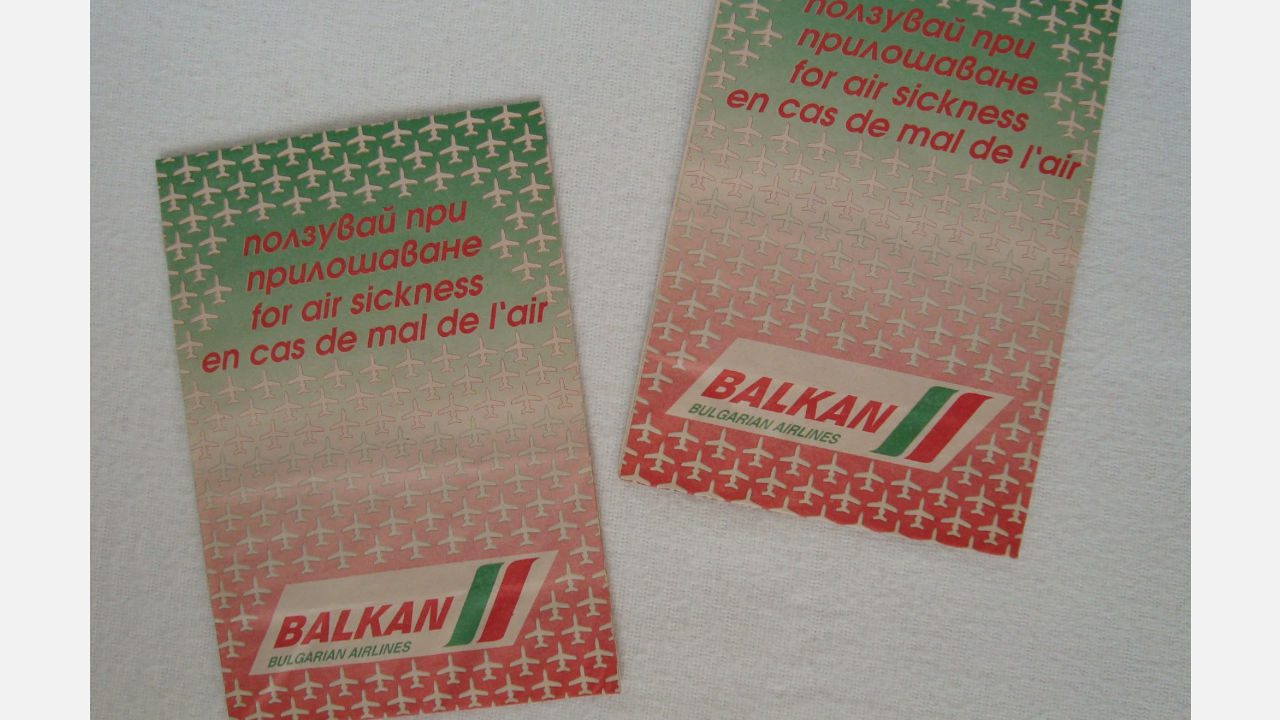 ползувай при
прилошаване
for air sickness
en cas de mal de l'air
BALKAN
BULGARIAN AIRLINES
ползувай при
прилошаване
for air sickness
en cas de mal de l'air
BALKAN
BULGARIAN AIRLINES